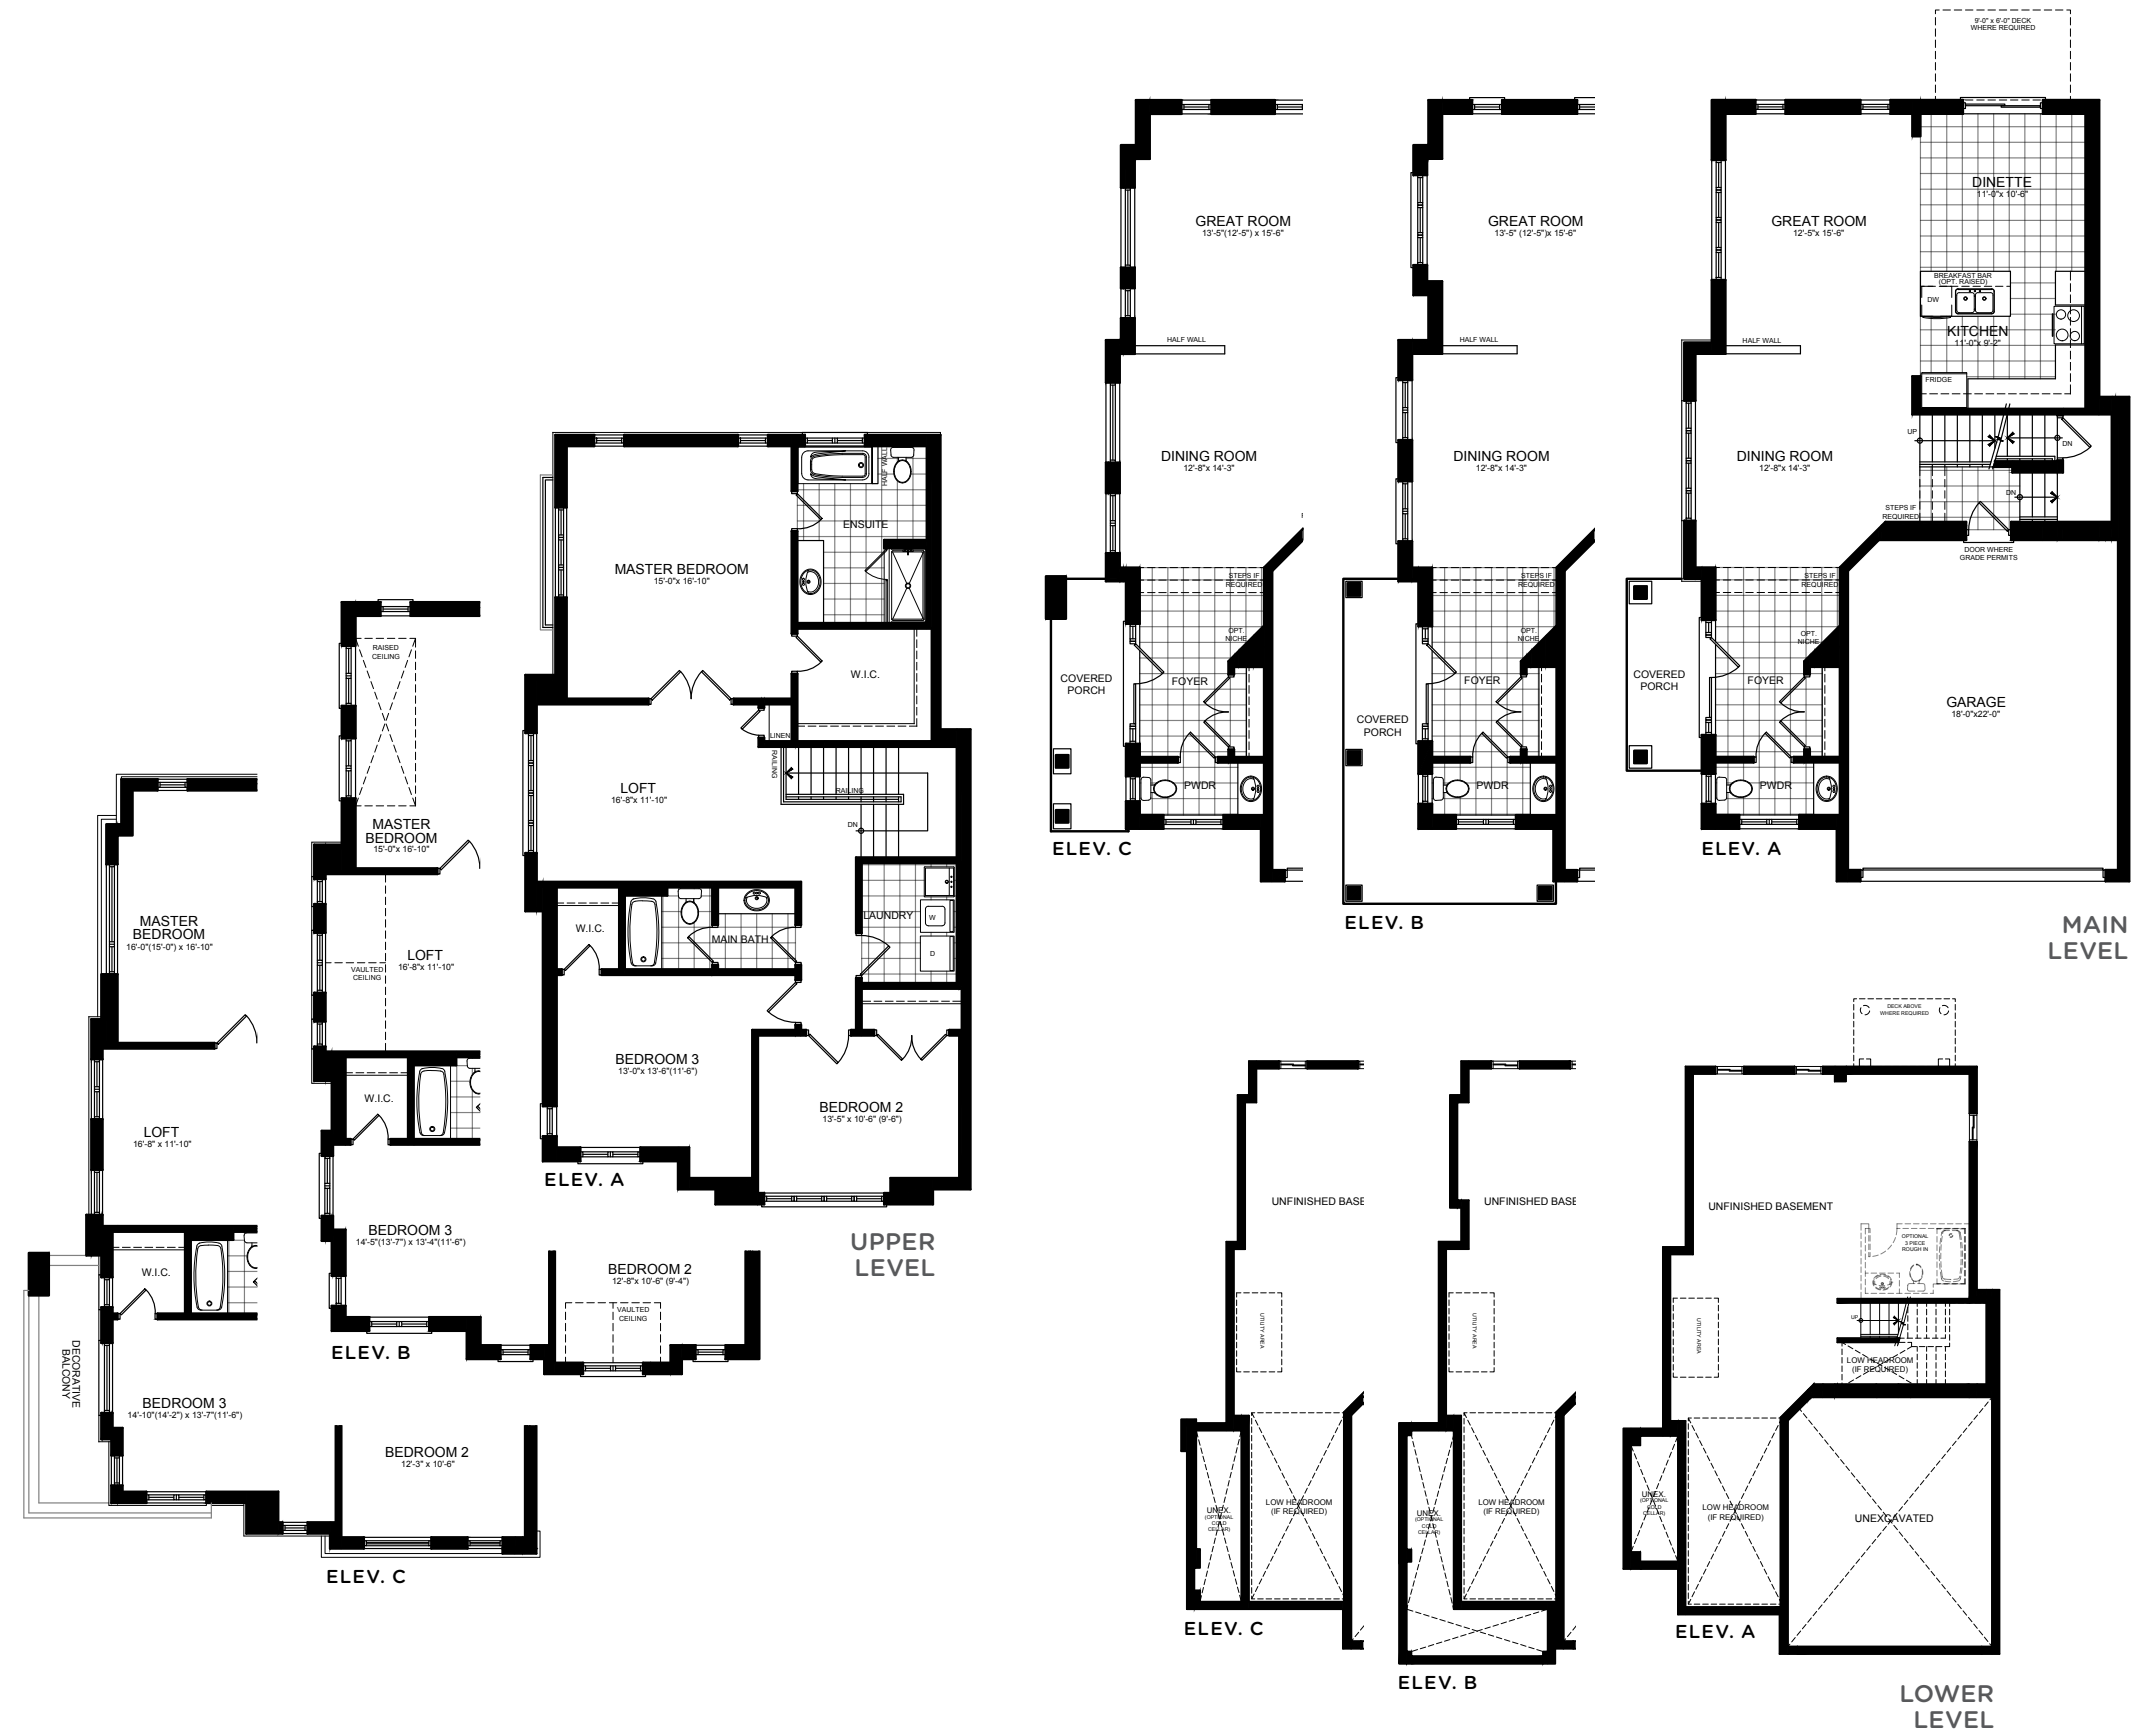 9'-0" x 6'-0" DECK
WHERE REQUIRED
GREAT ROOM
13'-5"(12'-5") x 15'-6"
HALF WALL
DINING ROOM
12'-8"x 14'-3"
STEPS IF
REQUIRED
OPT.
NICHE
COVERED
PORCH
FOYER
PWDR
ELEV. C
GREAT ROOM
13'-5" (12'-5")x 15'-6"
HALF WALL
DINING ROOM
12'-8"x 14'-3"
STEPS IF
REQUIRED
OPT.
NICHE
FOYER
COVERED
PORCH
PWDR
ELEV. B
DINETTE
11'-0"x 10'-6"
GREAT ROOM
12'-5"x 15'-6"
BREAKFAST BAR
(OPT. RAISED)
DW
KITCHEN
11'-0"x 9'-2"
HALF WALL
FRIDGE
UP
DN
DINING ROOM
12'-8"x 14'-3"
DN
STEPS IF
REQUIRED
DOOR WHERE
GRADE PERMITS
STEPS IF
REQUIRED
OPT.
NICHE
COVERED
PORCH
FOYER
GARAGE
18'-0"x22'-0"
PWDR
ELEV. A
MAIN
LEVEL
HALF WALL
ENSUITE
MASTER BEDROOM
15'-0"x 16'-10"
W.I.C.
LINEN
RAILING
LOFT
16'-8"x 11'-10"
RAILING
DN
W.I.C.
MAIN BATH
LAUNDRY
W
D
BEDROOM 3
13'-0"x 13'-6"(11'-6")
BEDROOM 2
13'-5" x 10'-6" (9'-6")
ELEV. A
UPPER
LEVEL
RAISED
CEILING
MASTER
BEDROOM
15'-0"x 16'-10"
LOFT
16'-8"x 11'-10"
VAULTED
CEILING
W.I.C.
BEDROOM 3
14'-5"(13'-7") x 13'-4"(11'-6")
BEDROOM 2
12'-8"x 10'-6" (9'-4")
VAULTED
CEILING
ELEV. B
MASTER
BEDROOM
16'-0"(15'-0") x 16'-10"
LOFT
16'-8" x 11'-10"
W.I.C.
DECORATIVE
BALCONY
BEDROOM 3
14'-10"(14'-2") x 13'-7"(11'-6")
BEDROOM 2
12'-3" x 10'-6"
ELEV. C
UNFINISHED BASE
UTILITY AREA
UNEX.
(OPTIONAL
COLD
CELLAR)
LOW HEADROOM
(IF REQUIRED)
ELEV. C
UNFINISHED BASE
UTILITY AREA
UNEX.
(OPTIONAL
COLD
CELLAR)
LOW HEADROOM
(IF REQUIRED)
ELEV. B
DECK ABOVE
WHERE REQUIRED
UNFINISHED BASEMENT
OPTIONAL
3 PIECE
ROUGH IN
UTILITY AREA
UP
LOW HEADROOM
(IF REQUIRED)
UNEX.
(OPTIONAL
COLD
CELLAR)
LOW HEADROOM
(IF REQUIRED)
UNEXCAVATED
ELEV. A
LOWER
LEVEL